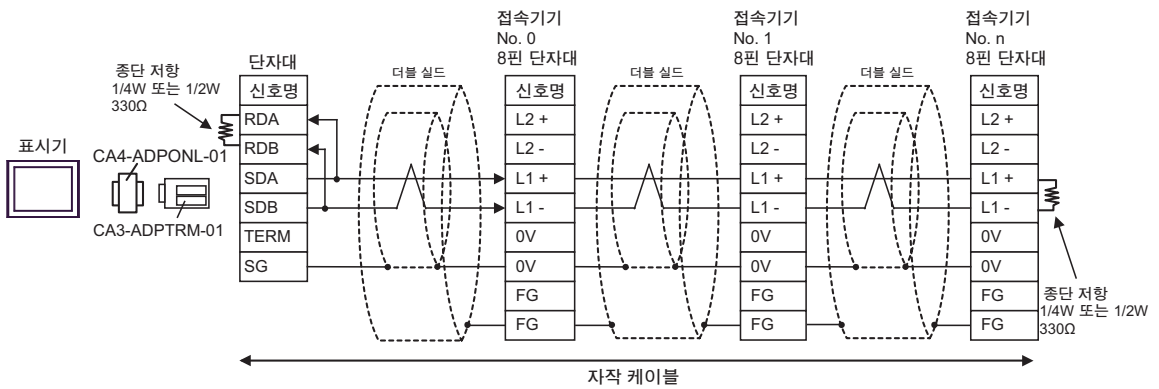 표시기
CA4-ADPONL-01
CA3-ADPTRM-01
종단 저항
1/4W 또는 1/2W
330Ω
단자대
신호명
RDA
RDB
SDA
SDB
TERM
SG
더블 실드
접속기기
No. 0
8핀 단자대
신호명
L2 +
L2 -
L1 +
L1 -
0V
0V
FG
FG
더블 실드
접속기기
No. 1
8핀 단자대
신호명
L2 +
L2 -
L1 +
L1 -
0V
0V
FG
FG
더블 실드
접속기기
No. n
8핀 단자대
신호명
L2 +
L2 -
L1 +
L1 -
0V
0V
FG
FG
종단 저항
1/4W 또는 1/2W
330Ω
자작 케이블